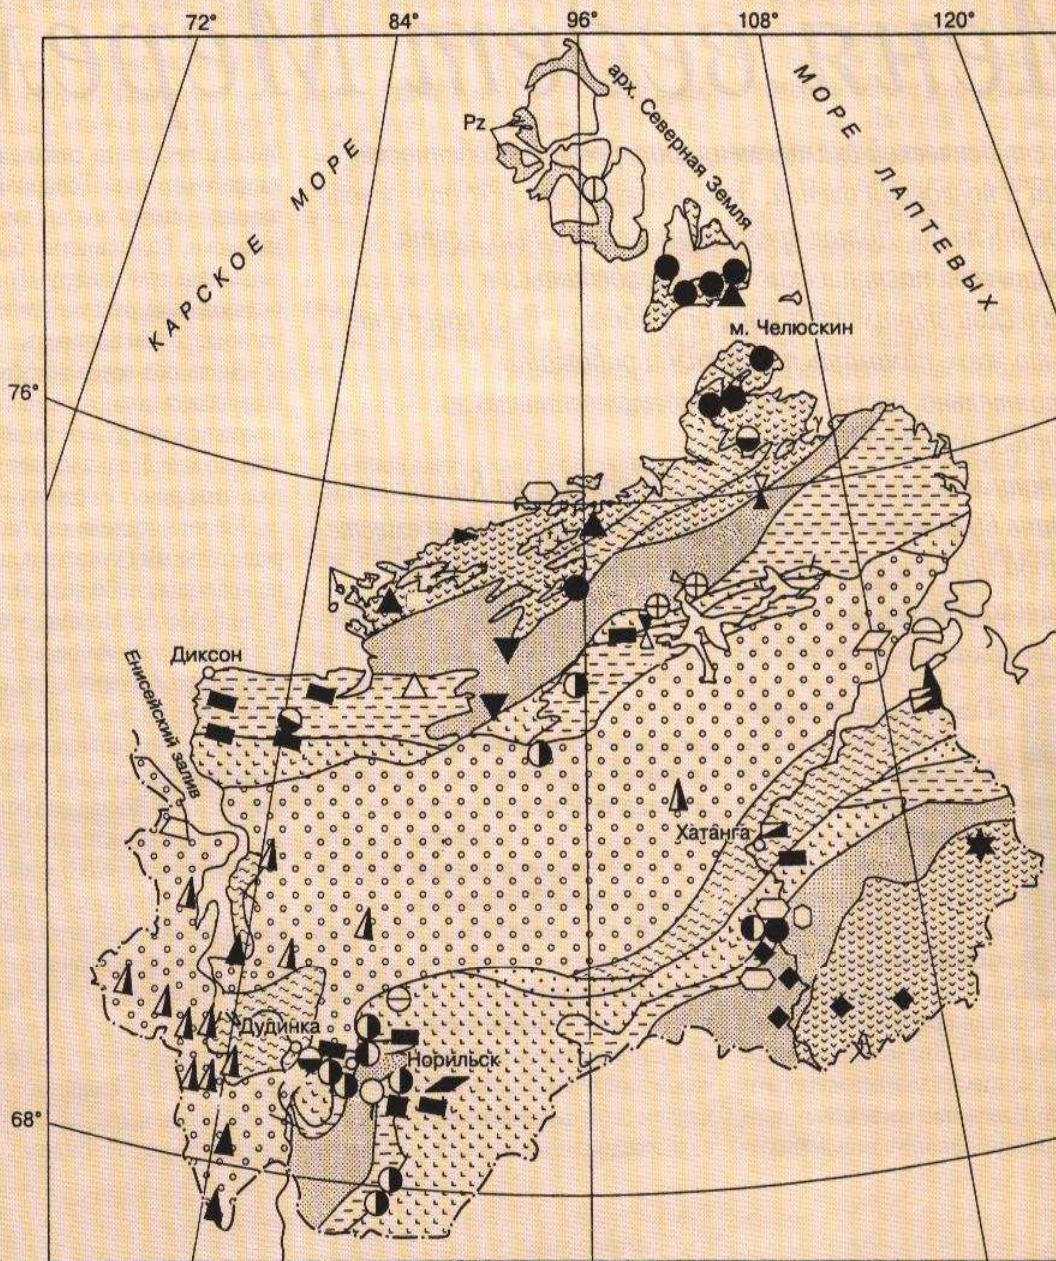 72°
84°
96°
108°
120°
КАРСКОЕ МОРЕ
арх. Северная Земля
МОРЕ ЛАПТЕВЫХ
Pz
м. Челюскин
76°
Диксон
Енисейский залив
Хатанга
Дудинка
Норильск
68°